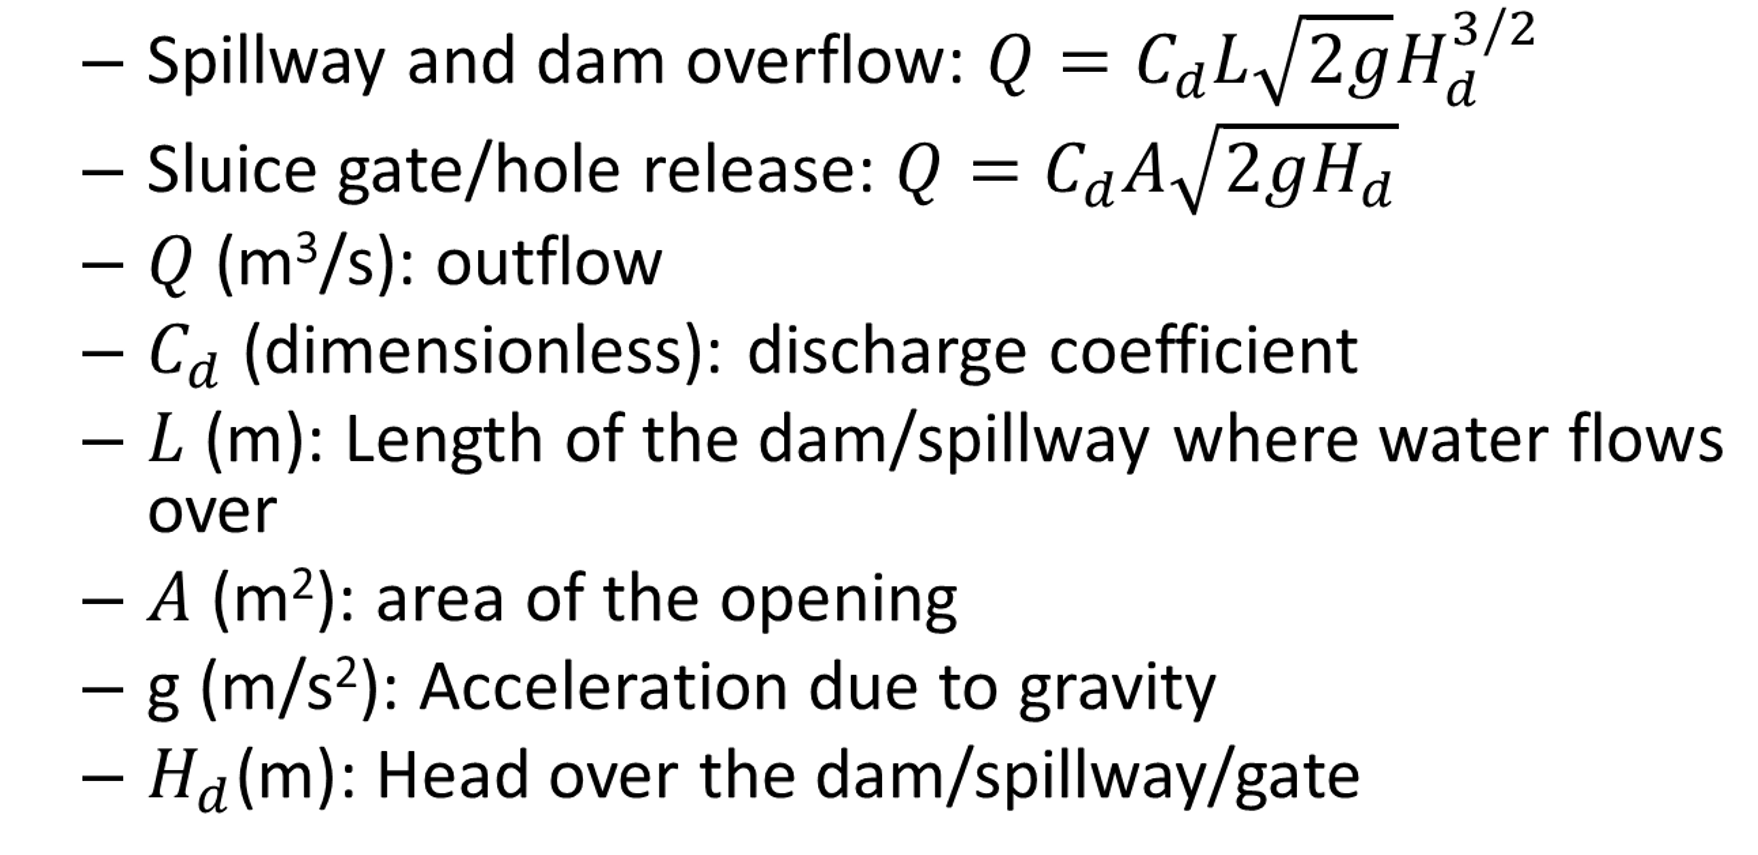 – Spillway and dam overflow: Q = C_d L√(2g) H_d^{3/2}
– Sluice gate/hole release: Q = C_d A√(2gH_d)
– Q (m³/s): outflow
– C_d (dimensionless): discharge coefficient
– L (m): Length of the dam/spillway where water flows
over
– A (m²): area of the opening
– g (m/s²): Acceleration due to gravity
– H_d(m): Head over the dam/spillway/gate